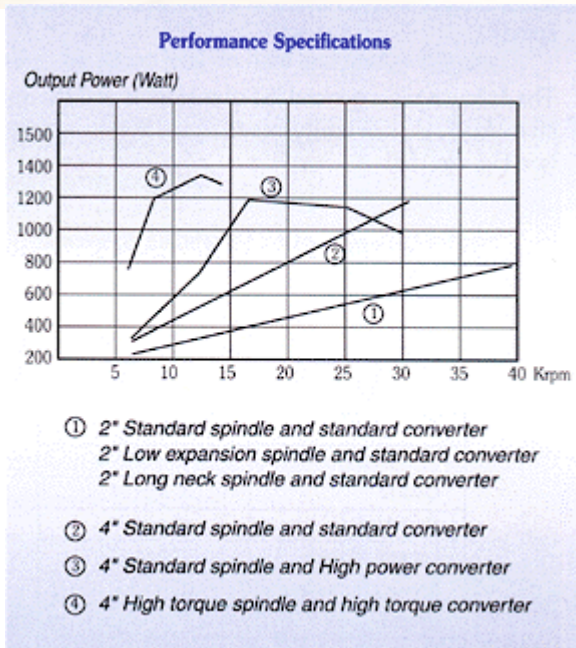 Performance Specifications
Output Power (Watt)
1500
1400
1200
1000
800
600
400
200
④
③
②
①
5 10 15 20 25 30 35 40 Krpm
① 2" Standard spindle and standard converter
2" Low expansion spindle and standard converter
2" Long neck spindle and standard converter
② 4" Standard spindle and standard converter
③ 4" Standard spindle and High power converter
④ 4" High torque spindle and high torque converter